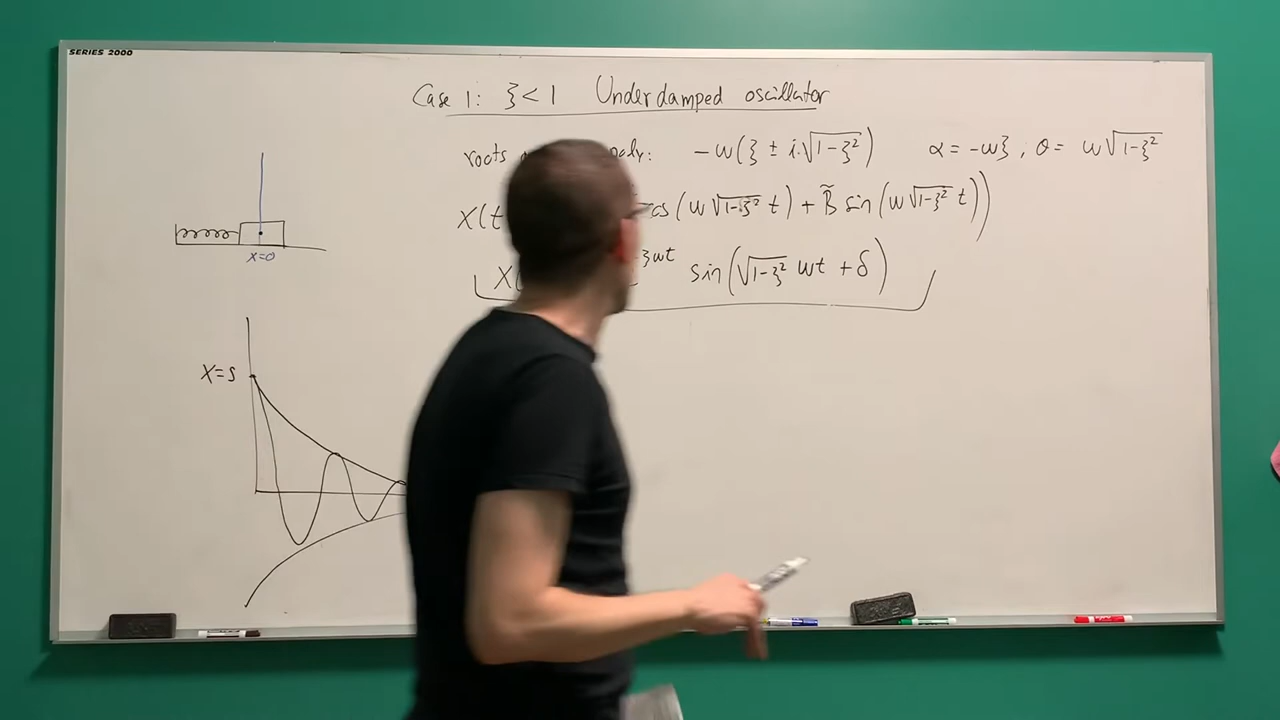 SERIES 2000
Case 1: ξ<1 Underdamped oscillator
roots poly: -ω(ξ ± i√(1-ξ²)) α = -ωξ, θ = ω√(1-ξ²)
X(t cos(ω√(1-ξ²) t) + B̃ sin(ω√(1-ξ²) t))
X( ξωt sin(√(1-ξ²) ωt + δ)
x=0
X=s